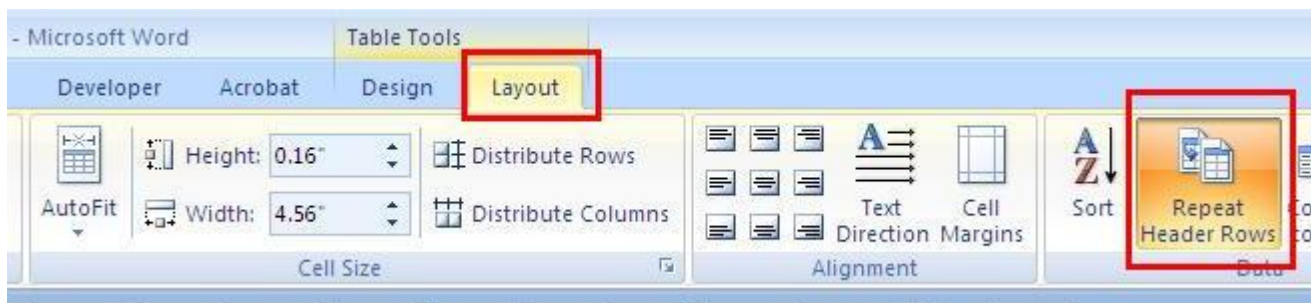 - Microsoft Word
Table Tools
Developer Acrobat Design Layout
AutoFit
Height: 0.16"
Width: 4.56"
Distribute Rows
Distribute Columns
Cell Size
Text
Direction
Cell
Margins
Alignment
A
Z
Sort
Repeat
Header Rows
Data